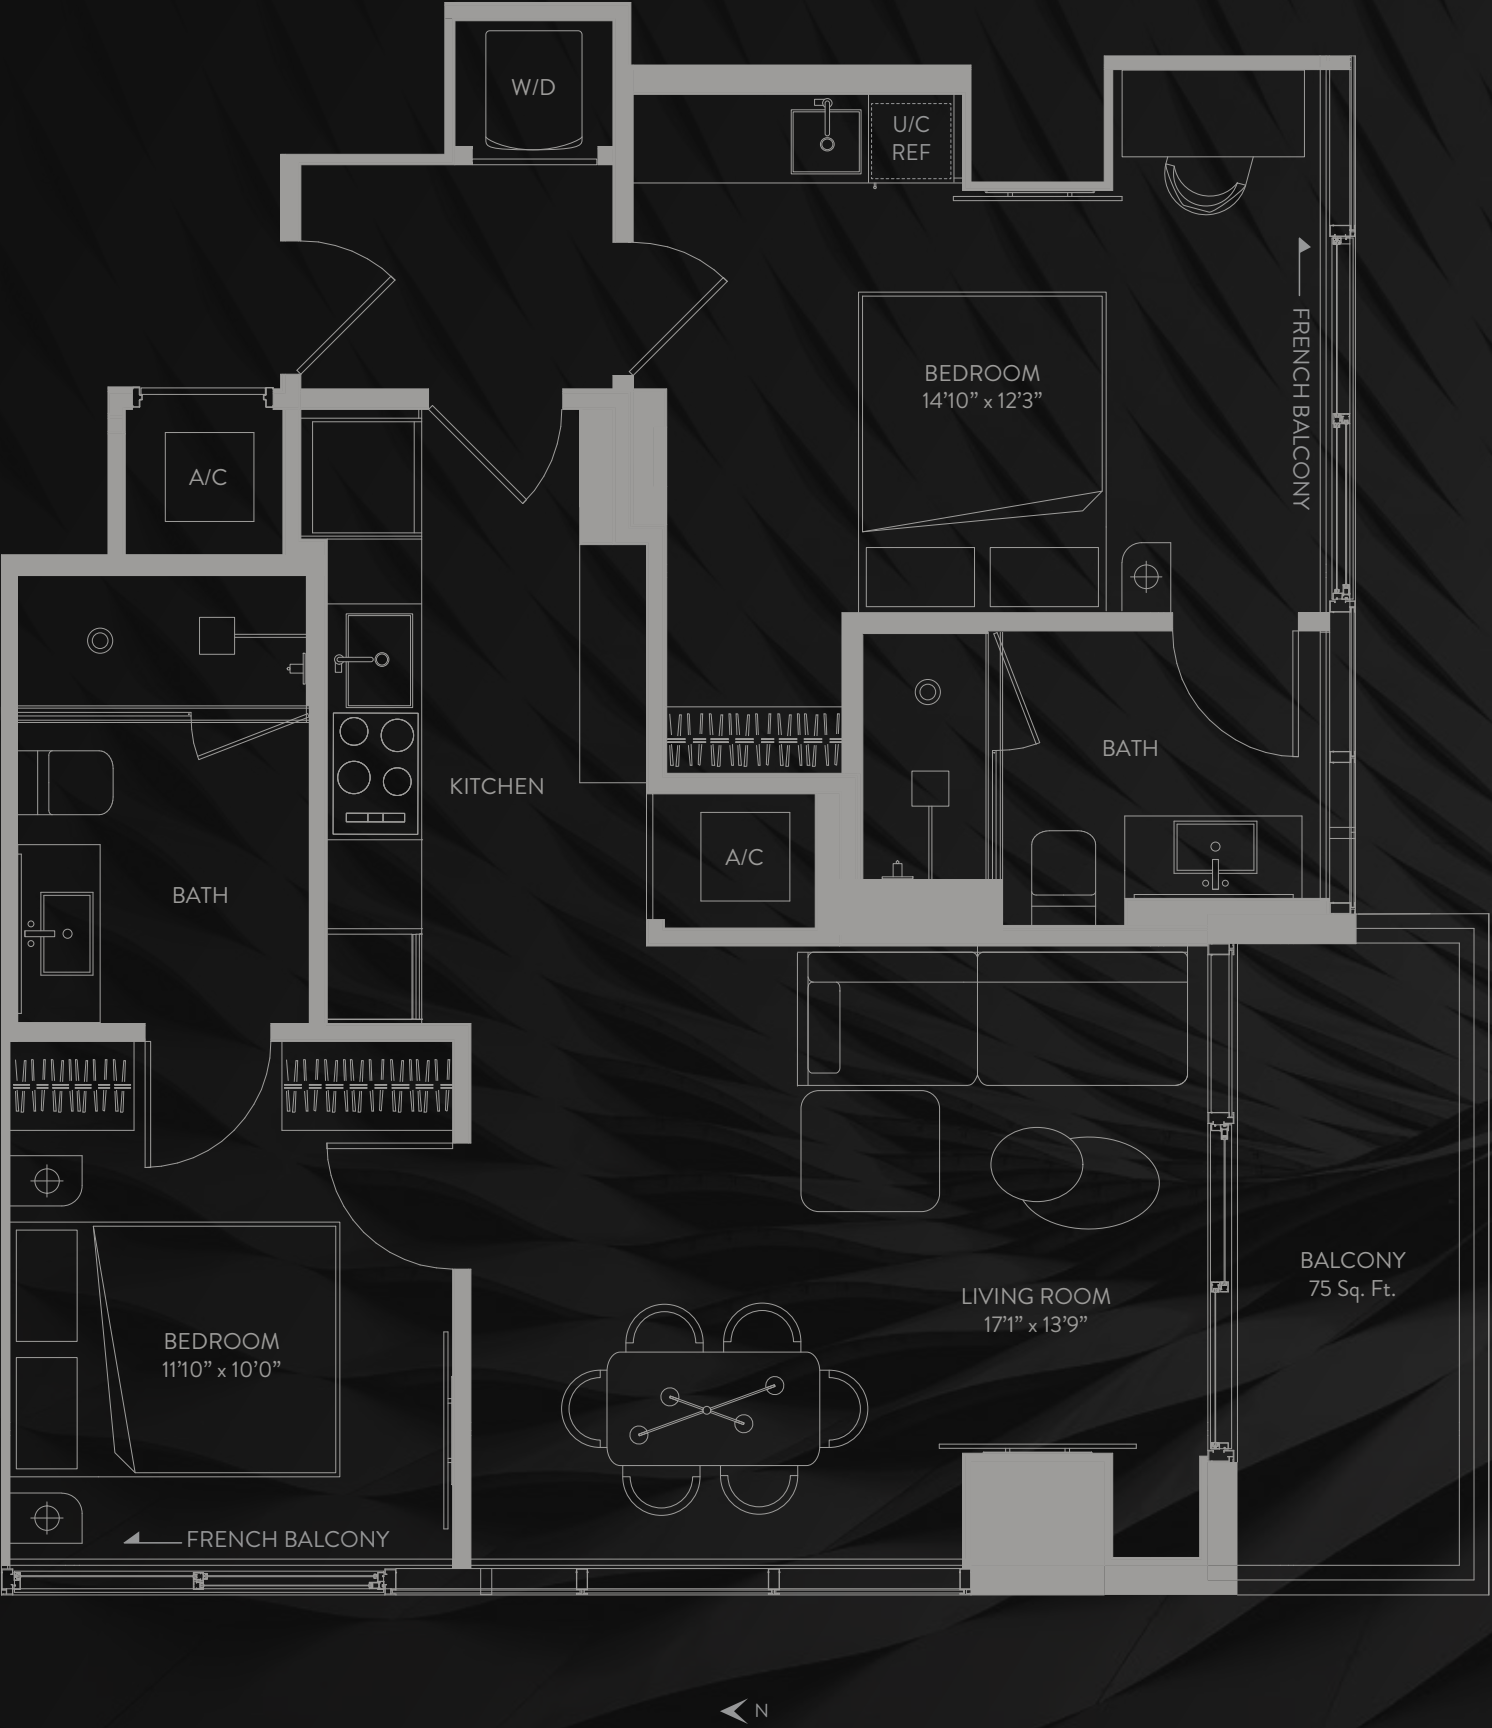 W/D
U/C
REF
BEDROOM
14’10” x 12’3”
FRENCH BALCONY
A/C
BATH
KITCHEN
A/C
BATH
BALCONY
75 Sq. Ft.
LIVING ROOM
17’1” x 13’9”
BEDROOM
11’10” x 10’0”
FRENCH BALCONY
N